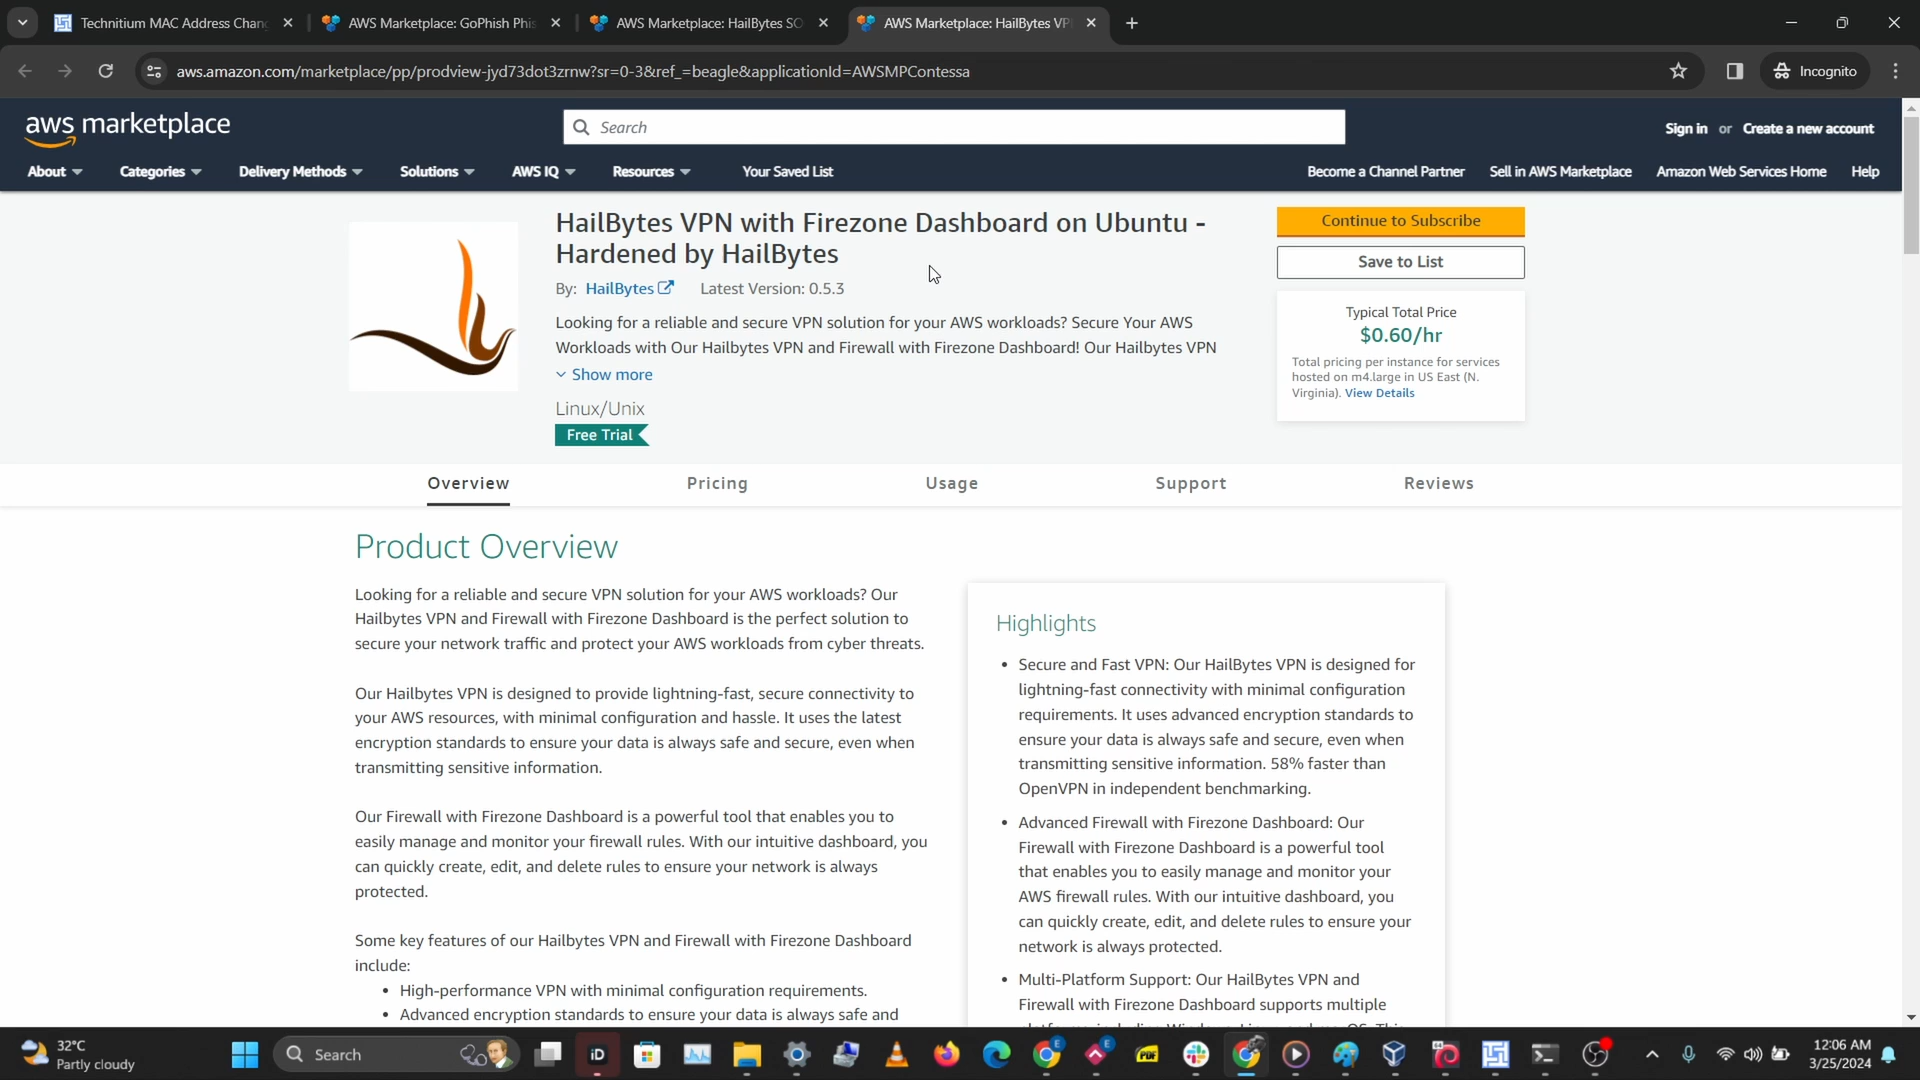 Technitium MAC Address Chang
AWS Marketplace: GoPhish Phis
AWS Marketplace: HailBytes SO
AWS Marketplace: HailBytes VP
aws.amazon.com/marketplace/pp/prodview-jyd73dot3zrnw?sr=0-3&ref_=beagle&applicationId=AWSMPContessa
Incognito
aws marketplace
Search
Sign in or Create a new account
About
Categories
Delivery Methods
Solutions
AWS IQ
Resources
Your Saved List
Become a Channel Partner
Sell in AWS Marketplace
Amazon Web Services Home
Help
HailBytes VPN with Firezone Dashboard on Ubuntu -
Hardened by HailBytes
By: HailBytes
Latest Version: 0.5.3
Looking for a reliable and secure VPN solution for your AWS workloads? Secure Your AWS
Workloads with Our Hailbytes VPN and Firewall with Firezone Dashboard! Our Hailbytes VPN
Show more
Linux/Unix
Free Trial
Continue to Subscribe
Save to List
Typical Total Price
$0.60/hr
Total pricing per instance for services
hosted on m4.large in US East (N.
Virginia). View Details
Overview
Pricing
Usage
Support
Reviews
Product Overview
Looking for a reliable and secure VPN solution for your AWS workloads? Our
Hailbytes VPN and Firewall with Firezone Dashboard is the perfect solution to
secure your network traffic and protect your AWS workloads from cyber threats.
Our Hailbytes VPN is designed to provide lightning-fast, secure connectivity to
your AWS resources, with minimal configuration and hassle. It uses the latest
encryption standards to ensure your data is always safe and secure, even when
transmitting sensitive information.
Our Firewall with Firezone Dashboard is a powerful tool that enables you to
easily manage and monitor your firewall rules. With our intuitive dashboard, you
can quickly create, edit, and delete rules to ensure your network is always
protected.
Some key features of our Hailbytes VPN and Firewall with Firezone Dashboard
include:
• High-performance VPN with minimal configuration requirements.
• Advanced encryption standards to ensure your data is always safe and
Highlights
• Secure and Fast VPN: Our HailBytes VPN is designed for
lightning-fast connectivity with minimal configuration
requirements. It uses advanced encryption standards to
ensure your data is always safe and secure, even when
transmitting sensitive information. 58% faster than
OpenVPN in independent benchmarking.
• Advanced Firewall with Firezone Dashboard: Our
Firewall with Firezone Dashboard is a powerful tool
that enables you to easily manage and monitor your
AWS firewall rules. With our intuitive dashboard, you
can quickly create, edit, and delete rules to ensure your
network is always protected.
• Multi-Platform Support: Our HailBytes VPN and
Firewall with Firezone Dashboard supports multiple
32°C
Partly cloudy
Search
iD
E
E
PDF
12:06 AM
3/25/2024